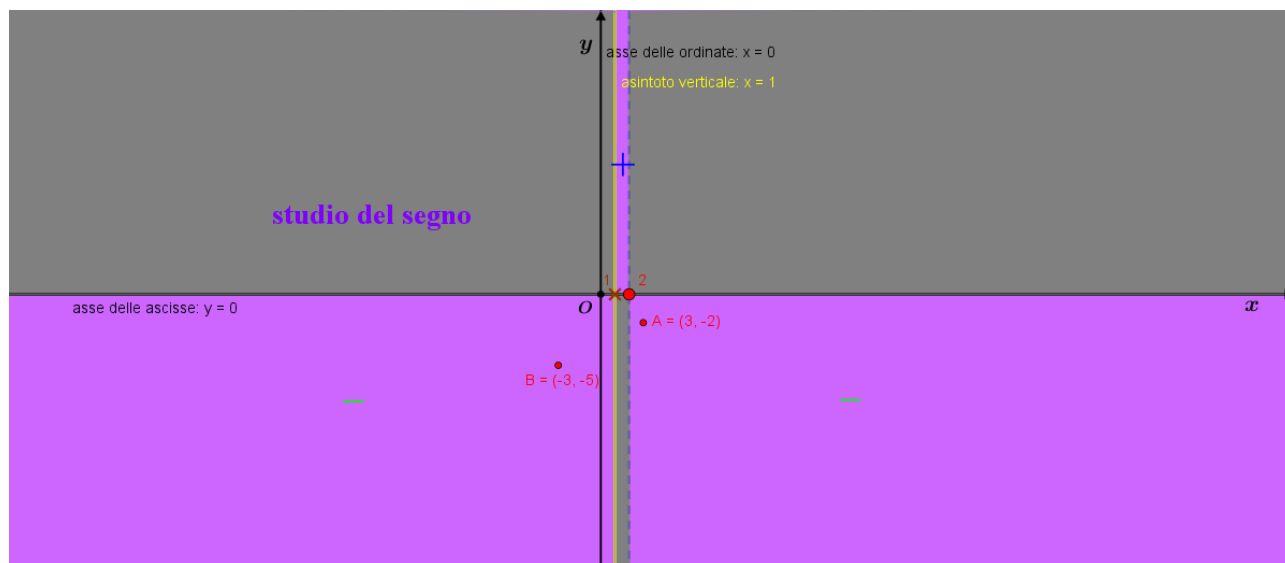 y
asse delle ordinate: x = 0
asintoto verticale: x = 1
studio del segno
1
2
asse delle ascisse: y = 0
O
x
A = (3, -2)
B = (-3, -5)